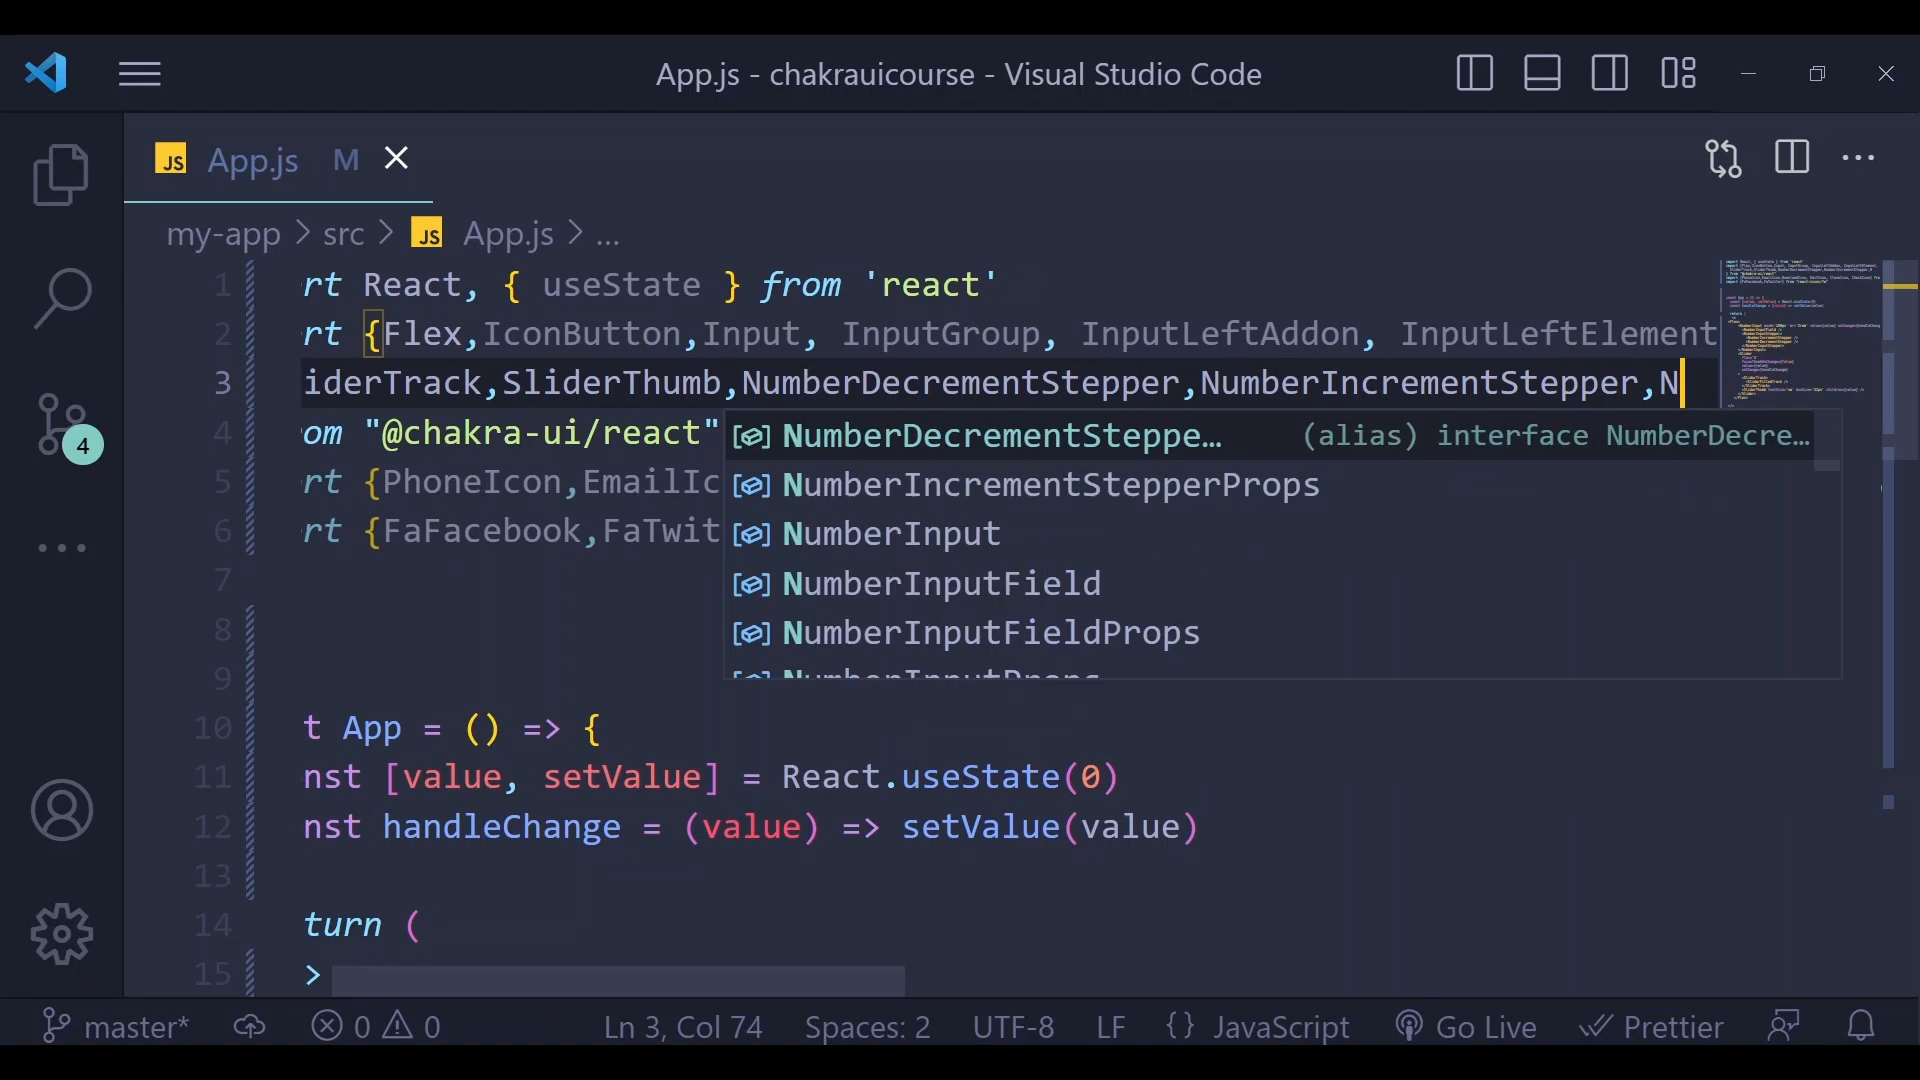 App.js - chakrauicourse - Visual Studio Code
JS App.js M
my-app > src > JS App.js > ...
1 rt React, { useState } from 'react'
2 rt {Flex,IconButton,Input, InputGroup, InputLeftAddon, InputLeftElement
3 iderTrack,SliderThumb,NumberDecrementStepper,NumberIncrementStepper,N
4 om "@chakra-ui/react"
NumberDecrementSteppe… (alias) interface NumberDecre…
5 rt {PhoneIcon,EmailIc
NumberIncrementStepperProps
6 rt {FaFacebook,FaTwit
NumberInput
7
NumberInputField
8
NumberInputFieldProps
9
NumberInputProps
10 t App = () => {
11 nst [value, setValue] = React.useState(0)
12 nst handleChange = (value) => setValue(value)
13
14 turn (
15 >
4
master* 0 0 Ln 3, Col 74 Spaces: 2 UTF-8 LF {} JavaScript Go Live Prettier